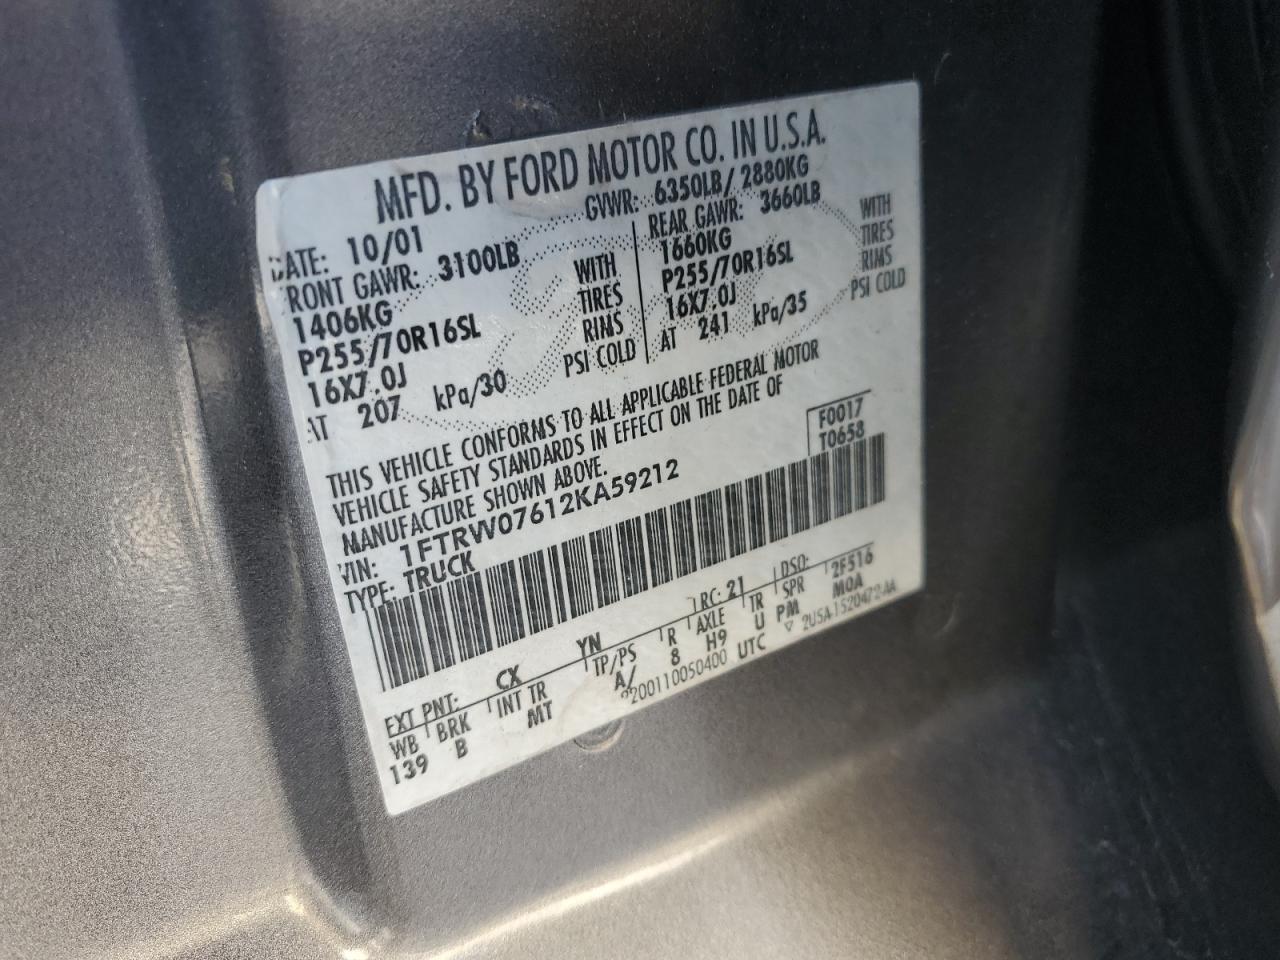 MFD. BY FORD MOTOR CO. IN U.S.A.
DATE: 10/01 GVWR: 6350LB/ 2880KG
FRONT GAWR: 3100LB REAR GAWR: 3660LB
1406KG WITH 1660KG WITH
P255/70R16SL TIRES P255/70R16SL TIRES
16X7.0J RIMS 16X7.0J RIMS
AT 207 kPa/30 PSI COLD AT 241 kPa/35 PSI COLD
THIS VEHICLE CONFORMS TO ALL APPLICABLE FEDERAL MOTOR
VEHICLE SAFETY STANDARDS IN EFFECT ON THE DATE OF
MANUFACTURE SHOWN ABOVE.
VIN: 1FTRW07612KA59212 F0017
TYPE: TRUCK T0658
EXT PNT: CX YN RC: 21 DSO: 2F516
WB BRK INT TR TP/PS R AXLE TR SPR MOA
139 B MT A/ 8 H9 U PM
200110050400 UTC 2USA-1520472-AA